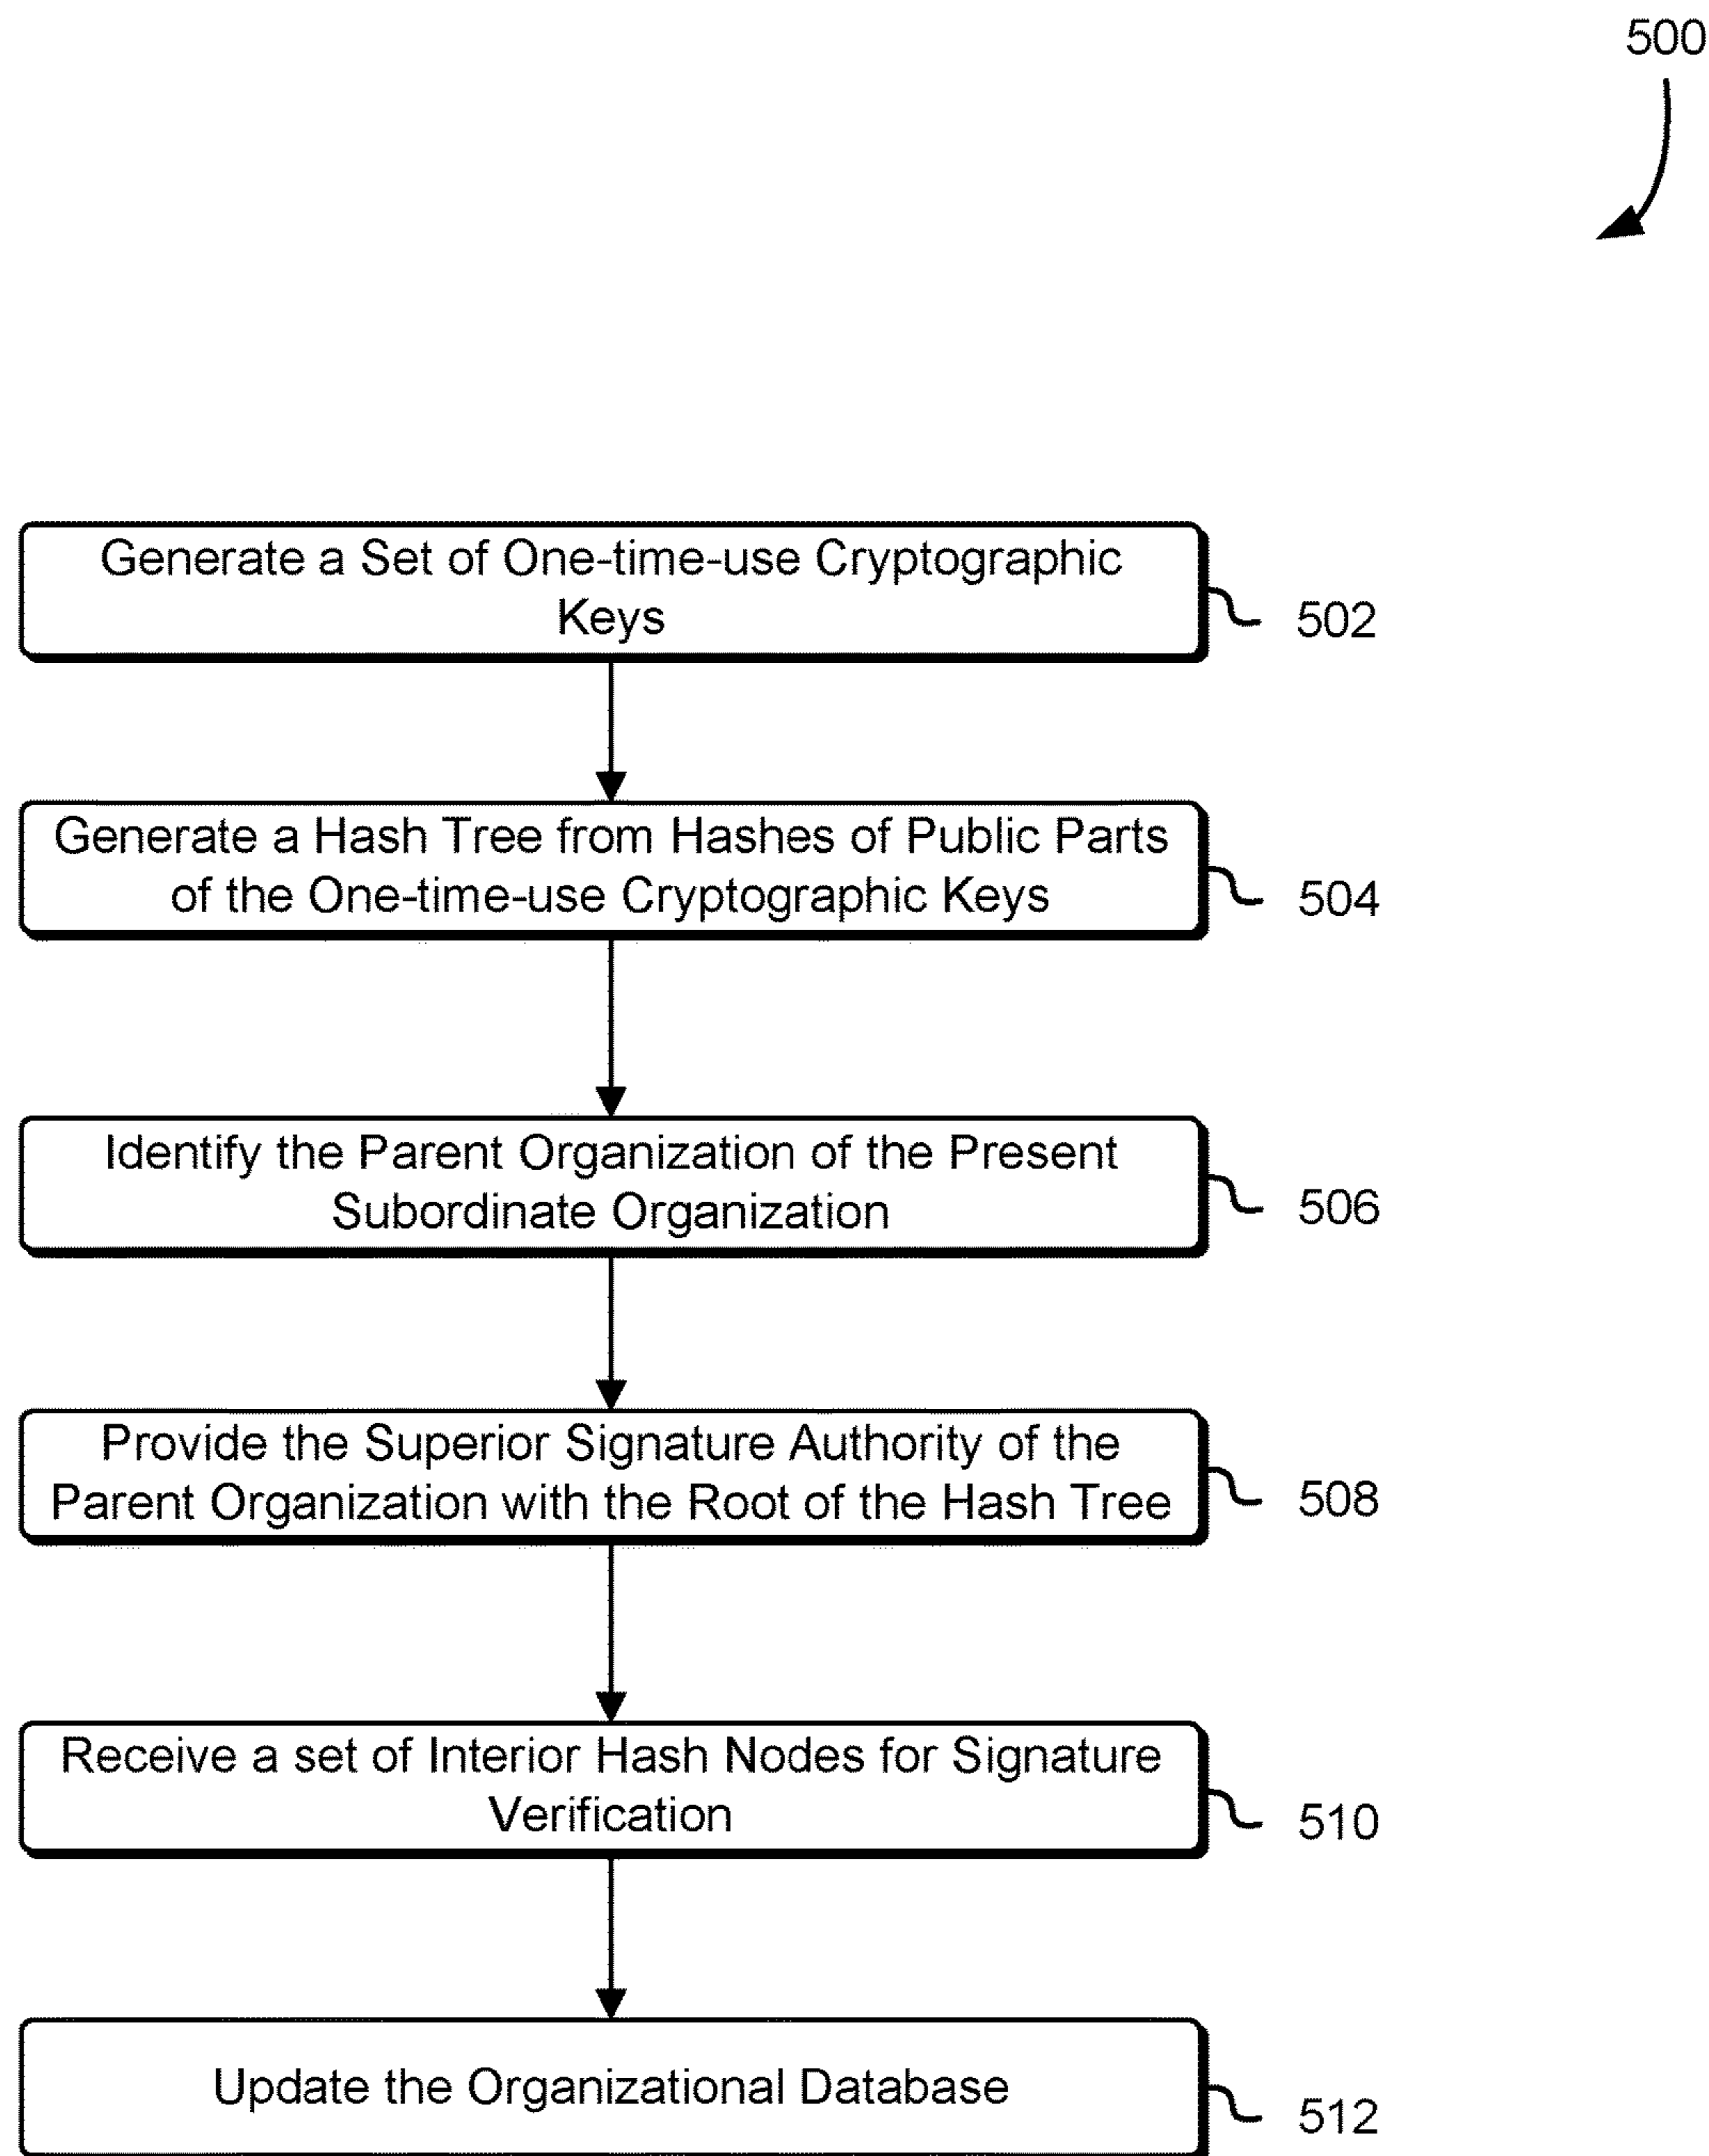 500
Generate a Set of One-time-use Cryptographic
Keys
502
Generate a Hash Tree from Hashes of Public Parts
of the One-time-use Cryptographic Keys
504
Identify the Parent Organization of the Present
Subordinate Organization
506
Provide the Superior Signature Authority of the
Parent Organization with the Root of the Hash Tree
508
Receive a set of Interior Hash Nodes for Signature
Verification
510
Update the Organizational Database
512